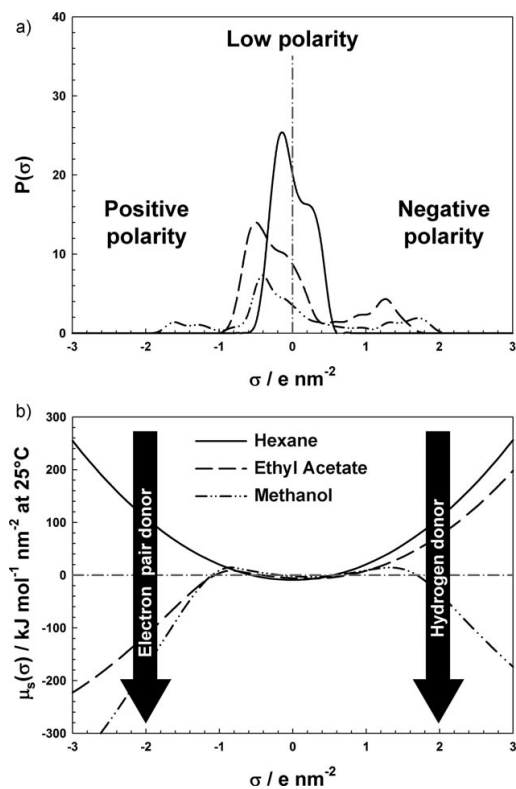 a)
40
30
20
10
0
P(σ)
Low polarity
Positive
polarity
Negative
polarity
-3 -2 -1 0 1 2 3
σ / e nm⁻²
b)
300
200
100
0
-100
-200
-300
μₛ(σ) / kJ mol⁻¹ nm⁻² at 25°C
Hexane
Ethyl Acetate
Methanol
Electron pair donor
Hydrogen donor
-3 -2 -1 0 1 2 3
σ / e nm⁻²